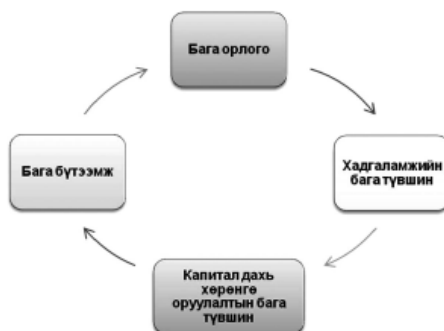 Бага орлого
Хадгаламжийн
бага түвшин
Капитал дахь
хөрөнгө
оруулалтын бага
түвшин
Бага бүтээмж